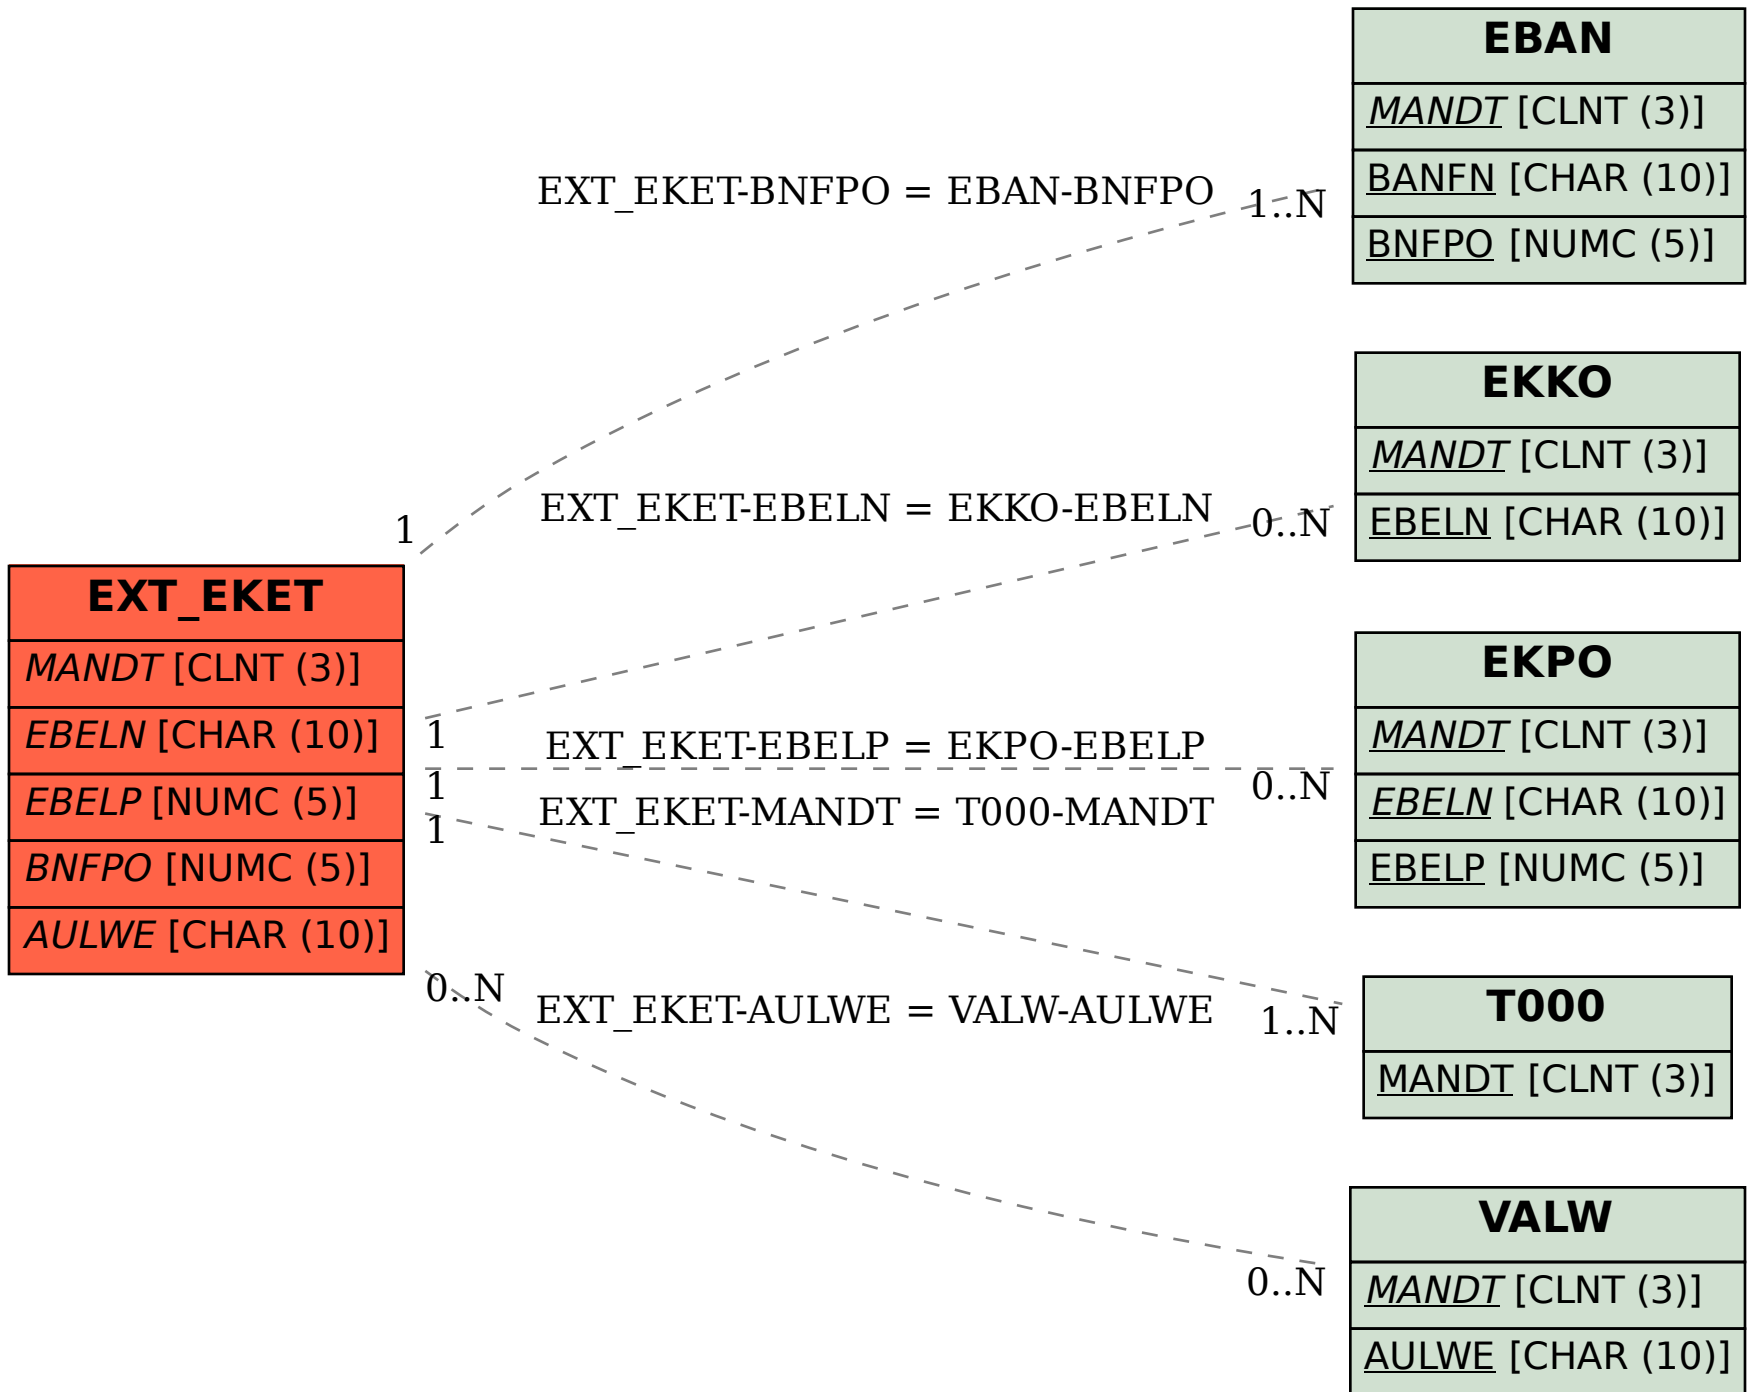 EBAN
MANDT [CLNT (3)]
BANFN [CHAR (10)]
BNFPO [NUMC (5)]
EXT_EKET-BNFPO = EBAN-BNFPO
1..N
1
EKKO
MANDT [CLNT (3)]
EBELN [CHAR (10)]
EXT_EKET-EBELN = EKKO-EBELN
0..N
1
EXT_EKET
MANDT [CLNT (3)]
EBELN [CHAR (10)]
EBELP [NUMC (5)]
BNFPO [NUMC (5)]
AULWE [CHAR (10)]
EKPO
MANDT [CLNT (3)]
EBELN [CHAR (10)]
EBELP [NUMC (5)]
EXT_EKET-EBELP = EKPO-EBELP
0..N
1
EXT_EKET-MANDT = T000-MANDT
1
1..N
T000
MANDT [CLNT (3)]
0..N
EXT_EKET-AULWE = VALW-AULWE
0..N
VALW
MANDT [CLNT (3)]
AULWE [CHAR (10)]